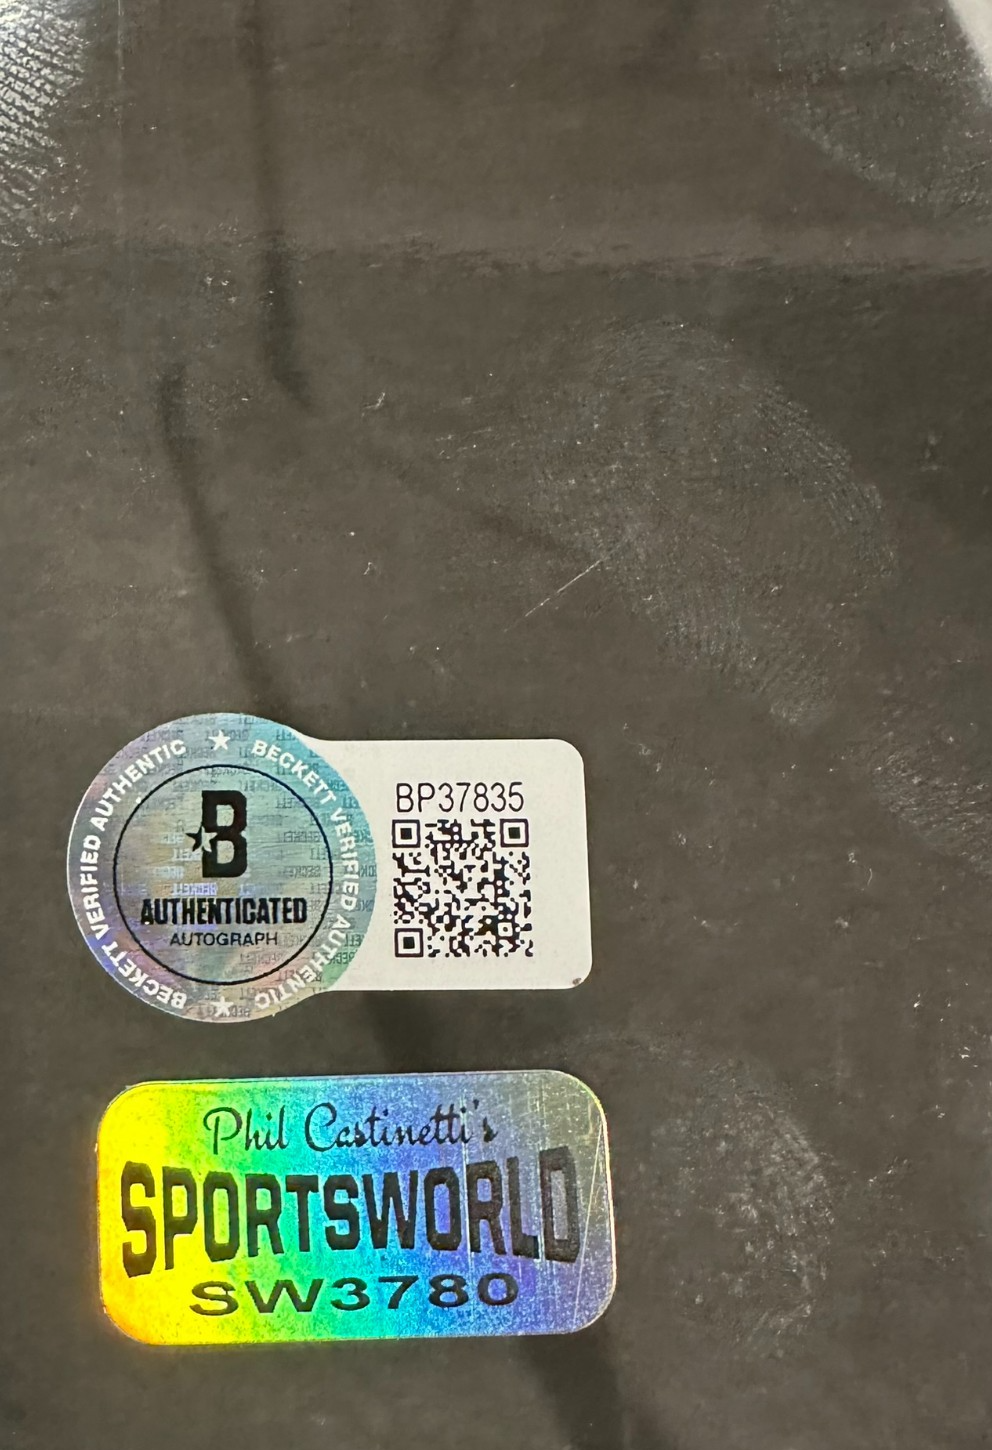 BECKETT VERIFIED AUTHENTIC ★ BECKETT VERIFIED AUTHENTIC ★
B
AUTHENTICATED
AUTOGRAPH
BP37835
Phil Castinetti's
SPORTSWORLD
SW3780